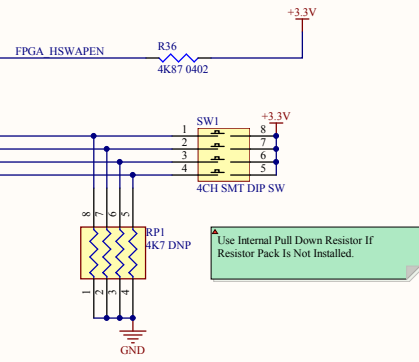 +3.3V
FPGA_HSWAPEN
R36
4K87 0402
+3.3V
SW1
1 8
2 7
3 6
4 5
4CH SMT DIP SW
8 7 6 5
RP1
4K7 DNP
1 2 3 4
GND
Use Internal Pull Down Resistor If
Resistor Pack Is Not Installed.